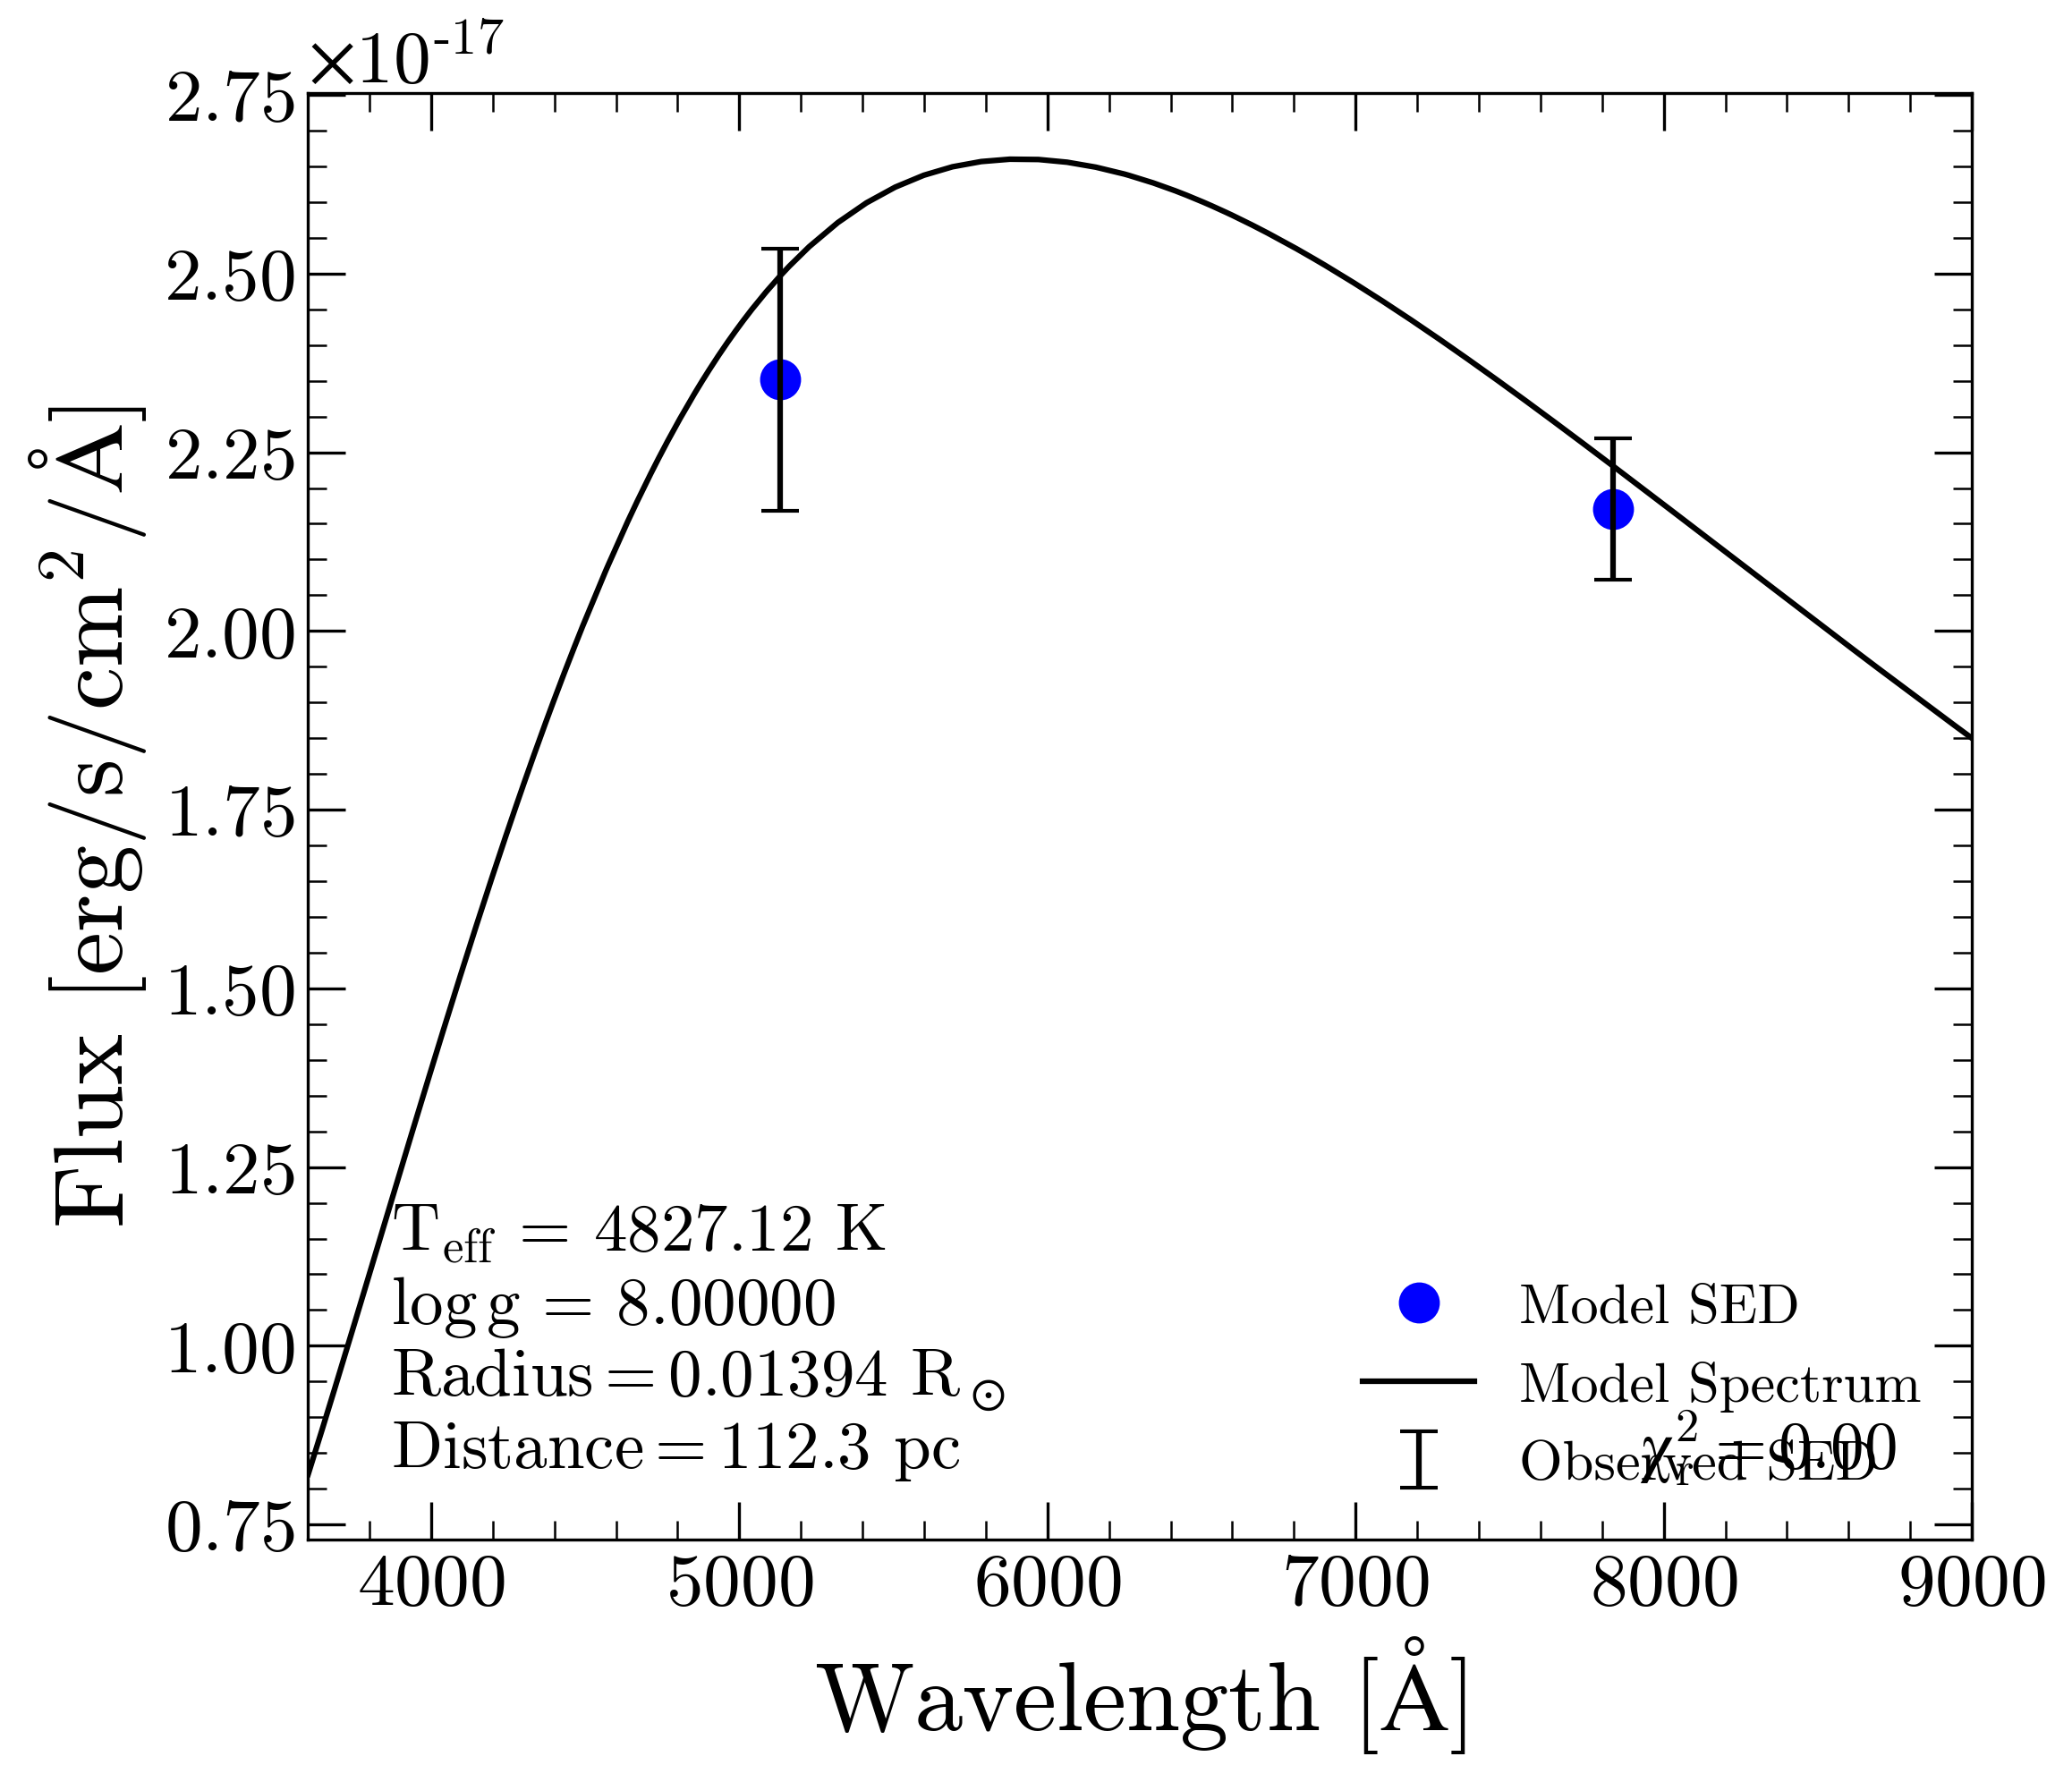 ×10-17
2.75
2.50
2.25
2.00
1.75
1.50
1.25
1.00
0.75
Flux [erg/s/cm2/Å]
Teff = 4827.12 K
log g = 8.00000
Radius = 0.01394 R⊙
Distance = 112.3 pc
Model SED
Model Spectrum
Observed SED
χ2r = 0.00
4000 5000 6000 7000 8000 9000
Wavelength [Å]